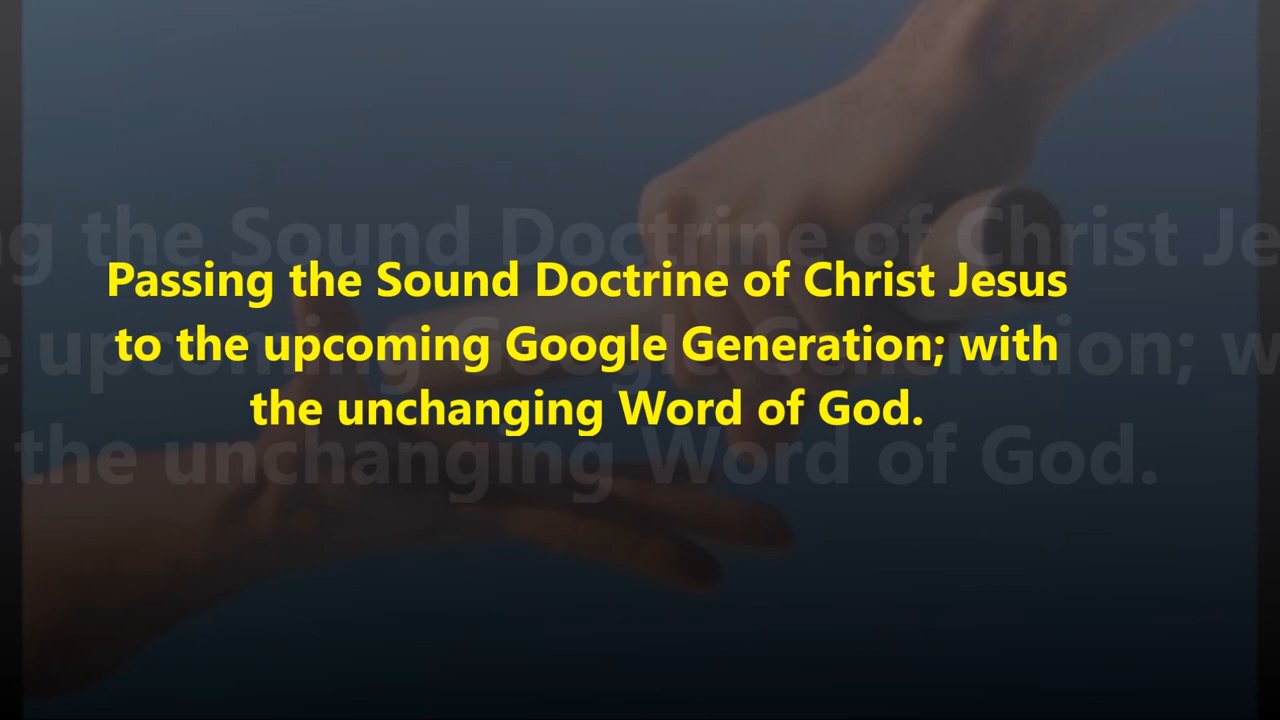 Passing the Sound Doctrine of Christ Jesus
to the upcoming Google Generation; with
the unchanging Word of God.